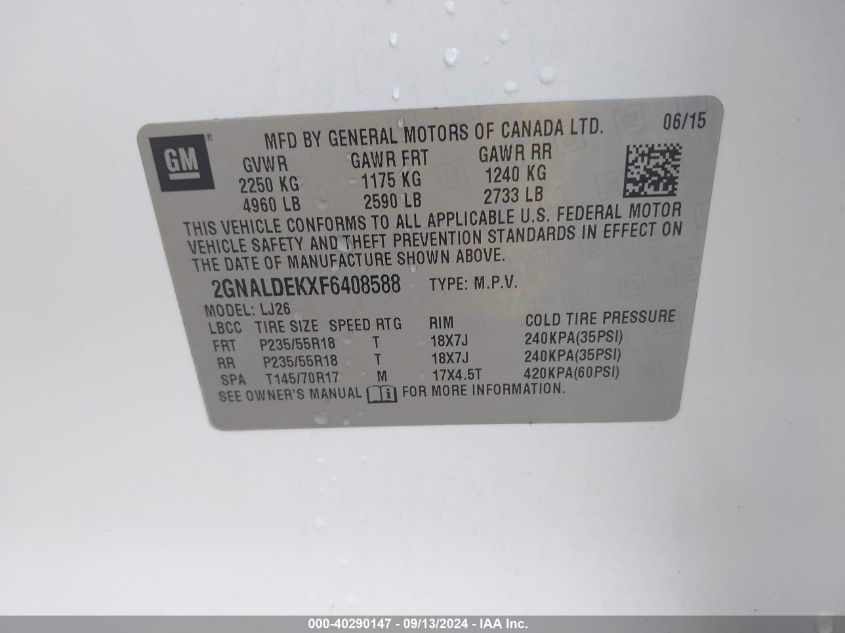 GM®
MFD BY GENERAL MOTORS OF CANADA LTD. 06/15
GVWR GAWR FRT GAWR RR
2250 KG 1175 KG 1240 KG
4960 LB 2590 LB 2733 LB
THIS VEHICLE CONFORMS TO ALL APPLICABLE U.S. FEDERAL MOTOR
VEHICLE SAFETY AND THEFT PREVENTION STANDARDS IN EFFECT ON
THE DATE OF MANUFACTURE SHOWN ABOVE.
2GNALDEKXF6408588 TYPE: M.P.V.
MODEL: LJ26
LBCC TIRE SIZE SPEED RTG RIM COLD TIRE PRESSURE
FRT P235/55R18 T 18X7J 240KPA(35PSI)
RR P235/55R18 T 18X7J 240KPA(35PSI)
SPA T145/70R17 M 17X4.5T 420KPA(60PSI)
SEE OWNER'S MANUAL FOR MORE INFORMATION.
000-40290147 - 09/13/2024 - IAA-CA Services, LLC